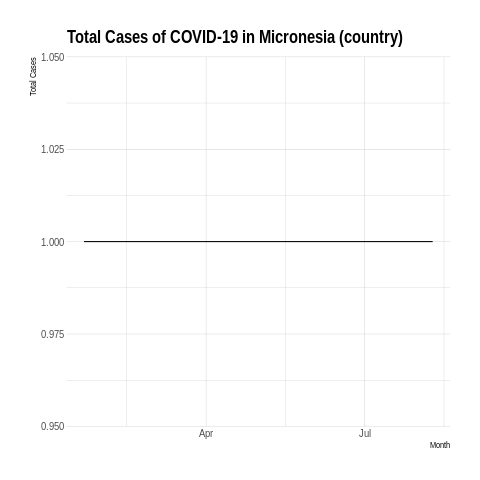 Total Cases of COVID-19 in Micronesia (country)
Total Cases
1.050
1.025
1.000
0.975
0.950
Apr
Jul
Month